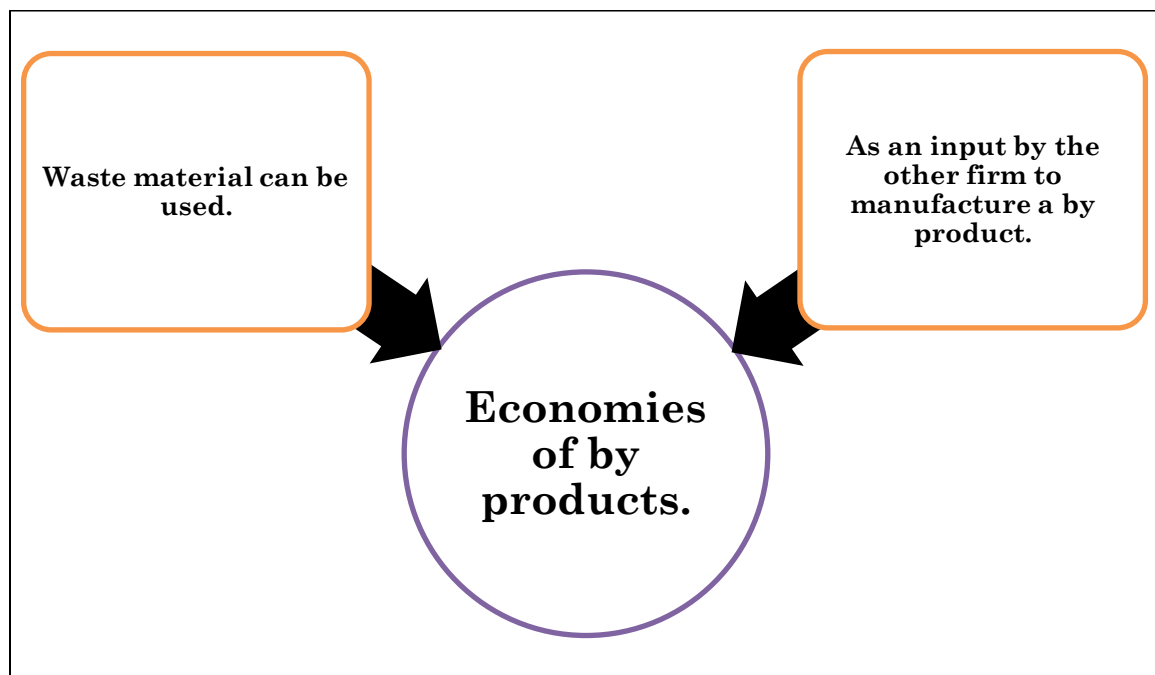 Waste material can be
used.
As an input by the
other firm to
manufacture a by
product.
Economies
of by
products.